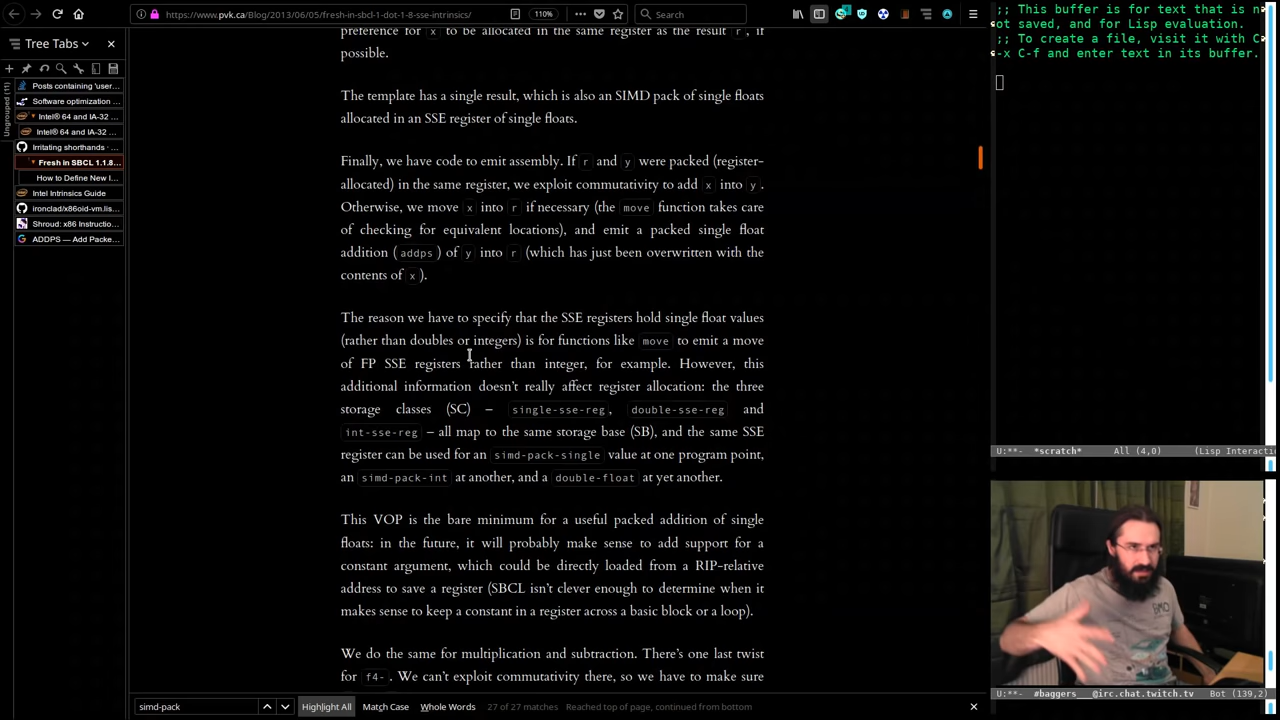 https://www.pvk.ca/Blog/2013/06/05/fresh-in-sbcl-1-dot-1-8-sse-intrinsics/
110%
Search
Tree Tabs
Ungrouped (11)
Posts containing 'user...
Software optimization ...
Intel® 64 and IA-32
Intel® 64 and IA-32 ...
Irritating shorthands · ...
Fresh in SBCL 1.1.8...
How to Define New I...
Intel Intrinsics Guide
ironclad/x86oid-vm.lis...
Shroud: x86 Instructio...
ADDPS — Add Packe...
preference for x to be allocated in the same register as the result r, if
possible.
The template has a single result, which is also an SIMD pack of single floats
allocated in an SSE register of single floats.
Finally, we have code to emit assembly. If r and y were packed (register-
allocated) in the same register, we exploit commutativity to add x into y.
Otherwise, we move x into r if necessary (the move function takes care
of checking for equivalent locations), and emit a packed single float
addition (addps) of y into r (which has just been overwritten with the
contents of x).
The reason we have to specify that the SSE registers hold single float values
(rather than doubles or integers) is for functions like move to emit a move
of FP SSE registers rather than integer, for example. However, this
additional information doesn't really affect register allocation: the three
storage classes (SC) – single-sse-reg, double-sse-reg and
int-sse-reg – all map to the same storage base (SB), and the same SSE
register can be used for an simd-pack-single value at one program point,
an simd-pack-int at another, and a double-float at yet another.
This VOP is the bare minimum for a useful packed addition of single
floats: in the future, it will probably make sense to add support for a
constant argument, which could be directly loaded from a RIP-relative
address to save a register (SBCL isn't clever enough to determine when it
makes sense to keep a constant in a register across a basic block or a loop).
We do the same for multiplication and subtraction. There's one last twist
for f4-. We can't exploit commutativity there, so we have to make sure
simd-pack
Highlight All
Match Case
Whole Words
27 of 27 matches
Reached top of page, continued from bottom
;; This buffer is for text that is n
ot saved, and for Lisp evaluation.
;; To create a file, visit it with C
-x C-f and enter text in its buffer.
U:**- *scratch* All (4,0) (Lisp Interacti
SIMD
U:**- #baggers___@irc.chat.twitch.tv Bot (139,2)